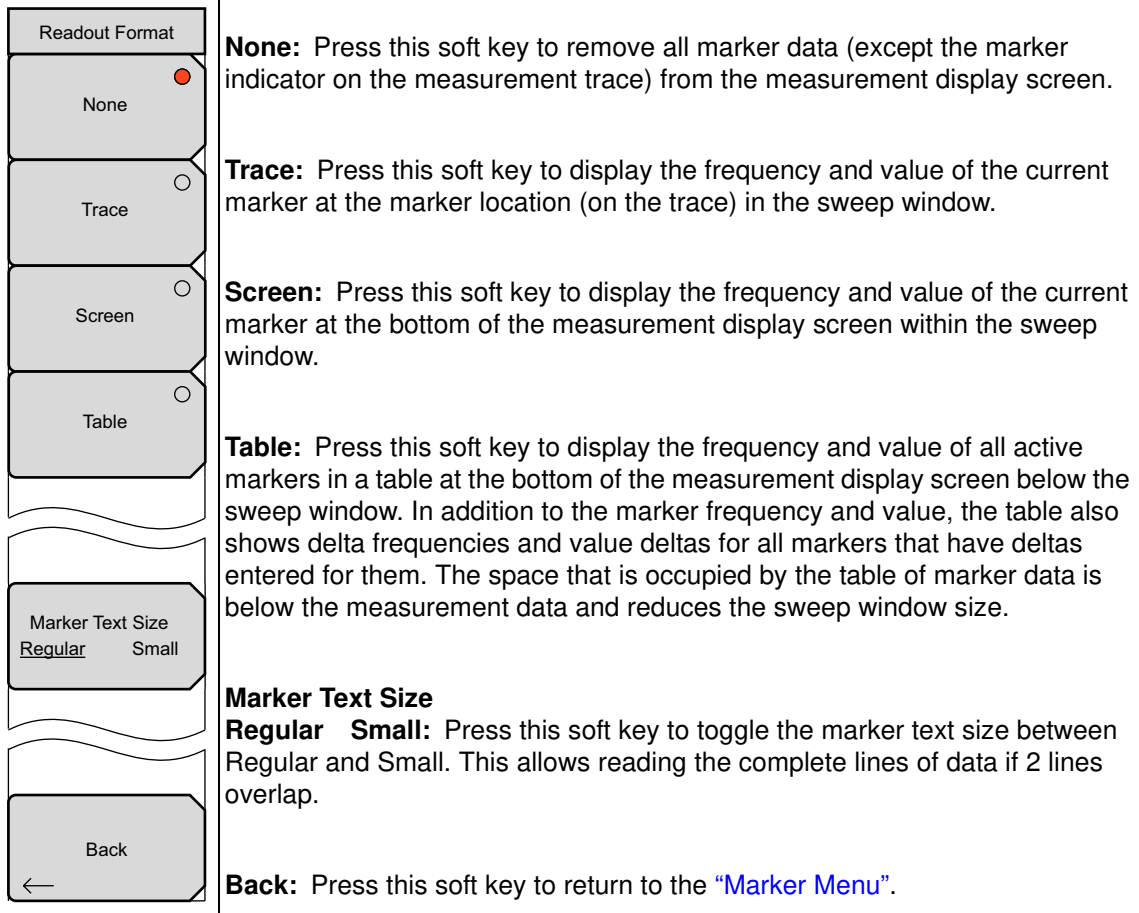 Readout Format
None
Trace
Screen
Table
Marker Text Size
Regular Small
Back
None: Press this soft key to remove all marker data (except the marker
indicator on the measurement trace) from the measurement display screen.
Trace: Press this soft key to display the frequency and value of the current
marker at the marker location (on the trace) in the sweep window.
Screen: Press this soft key to display the frequency and value of the current
marker at the bottom of the measurement display screen within the sweep
window.
Table: Press this soft key to display the frequency and value of all active
markers in a table at the bottom of the measurement display screen below the
sweep window. In addition to the marker frequency and value, the table also
shows delta frequencies and value deltas for all markers that have deltas
entered for them. The space that is occupied by the table of marker data is
below the measurement data and reduces the sweep window size.
Marker Text Size
Regular Small: Press this soft key to toggle the marker text size between
Regular and Small. This allows reading the complete lines of data if 2 lines
overlap.
Back: Press this soft key to return to the “Marker Menu”.